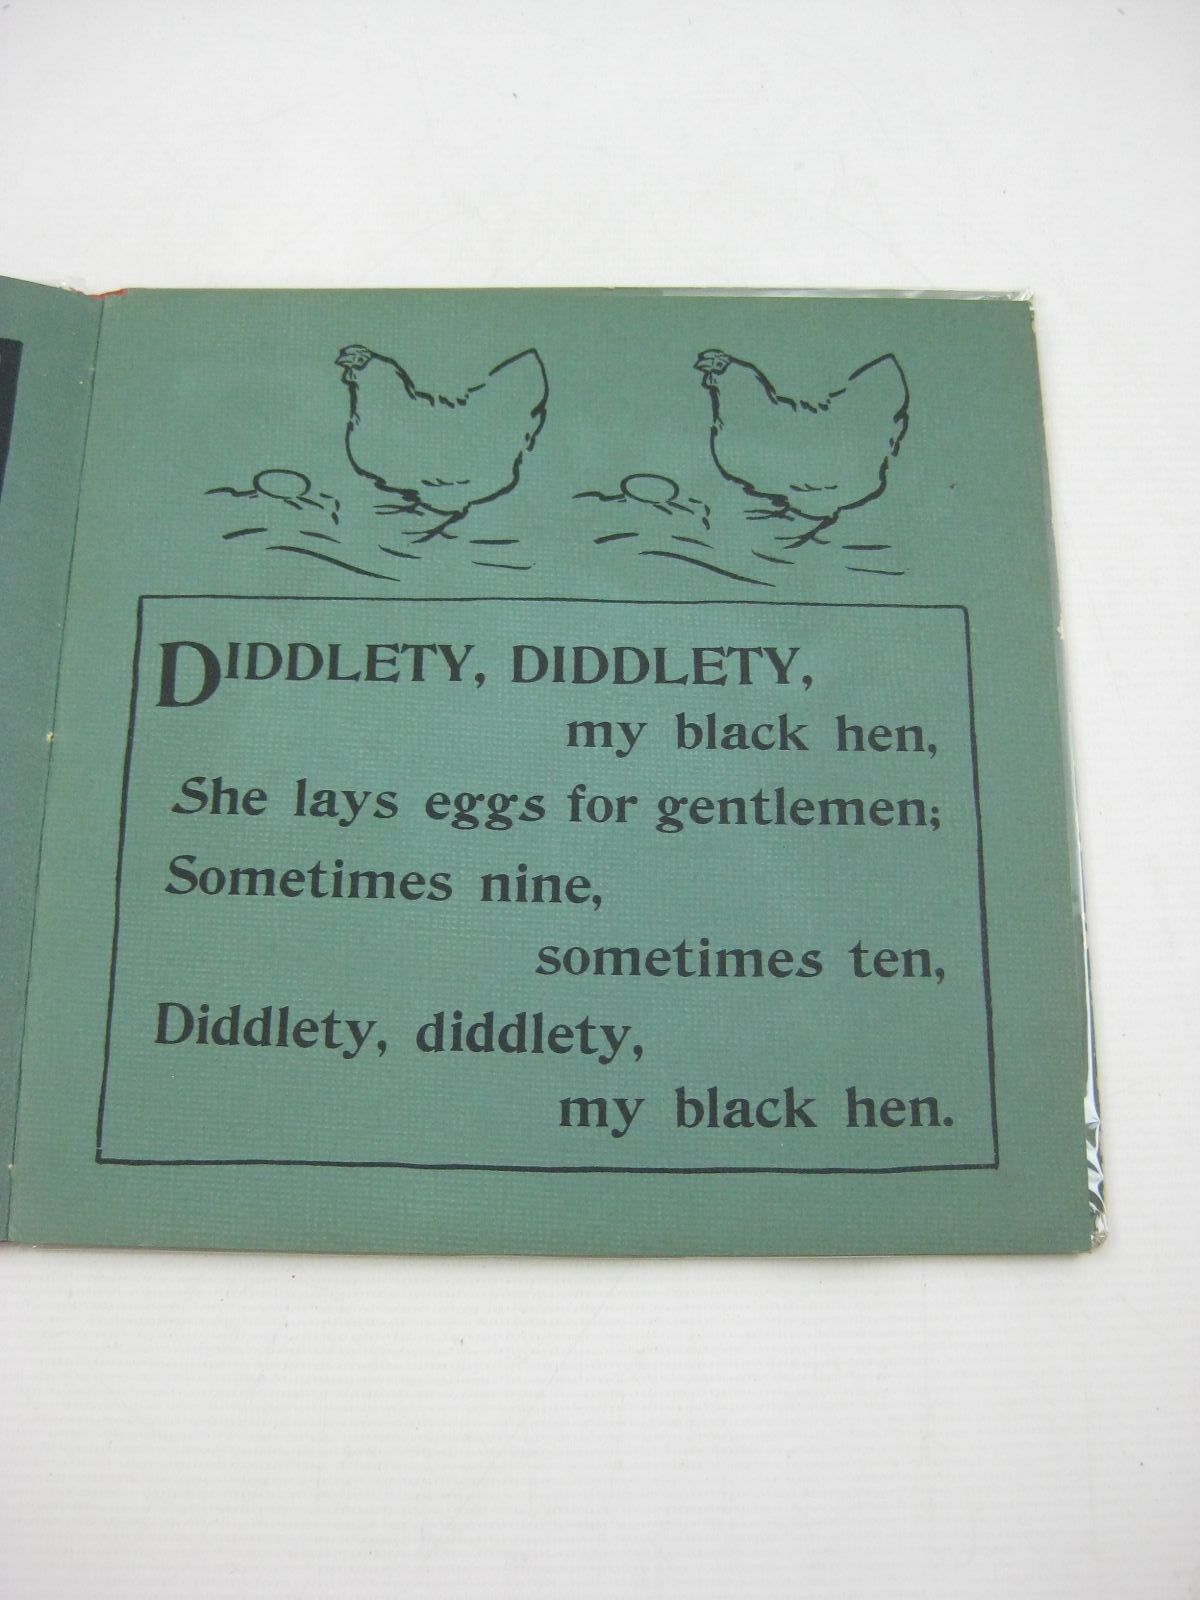 DIDDLETY, DIDDLETY,
my black hen,
She lays eggs for gentlemen;
Sometimes nine,
sometimes ten,
Diddlety, diddlety,
my black hen.